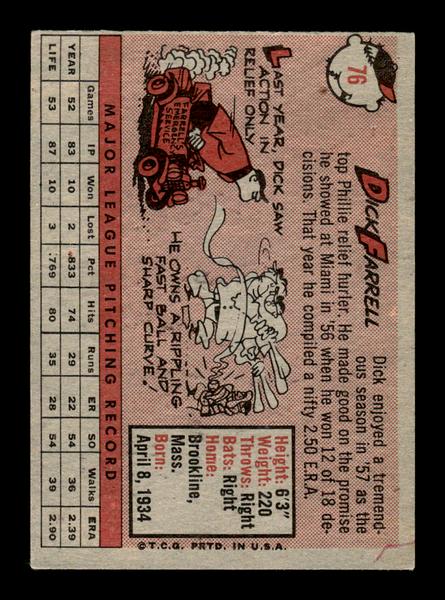 76
DICK FARRELL
Dick enjoyed a tremend-
ous season in '57 as the
top Phillie relief hurler. He made good on the promise
he showed at Miami in '56 when he won 12 of 18 de-
cisions. That year he compiled a nifty 2.50 E.R.A.
LAST YEAR, DICK SAW
ACTION IN
RELIEF ONLY
FARRELL'S
EMERGENCY
SERVICE
HE OWNS A RIPPLING
FAST BALL AND
SHARP CURVE.
Height: 6'3"
Weight: 220
Throws: Right
Bats: Right
Home:
Brookline,
Mass.
Born:
April 8, 1934
MAJOR LEAGUE PITCHING RECORD
Games IP Won Lost Pct Hits Runs ER SO Walks ERA
YEAR 52 83 10 2 .833 74 29 22 54 36 2.39
LIFE 53 87 10 3 .769 80 35 28 54 39 2.90
© T.C.G. PRTD. IN U.S.A.